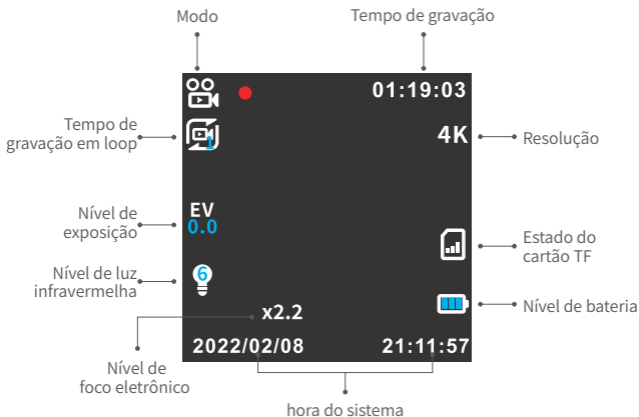 Modo
Tempo de gravação
01:19:03
Tempo de
gravação em loop
1
4K
Resolução
Nível de
exposição
EV
0.0
Estado do
cartão TF
Nível de luz
infravermelha
6
Nível de bateria
x2.2
2022/02/08
21:11:57
Nível de
foco eletrônico
hora do sistema